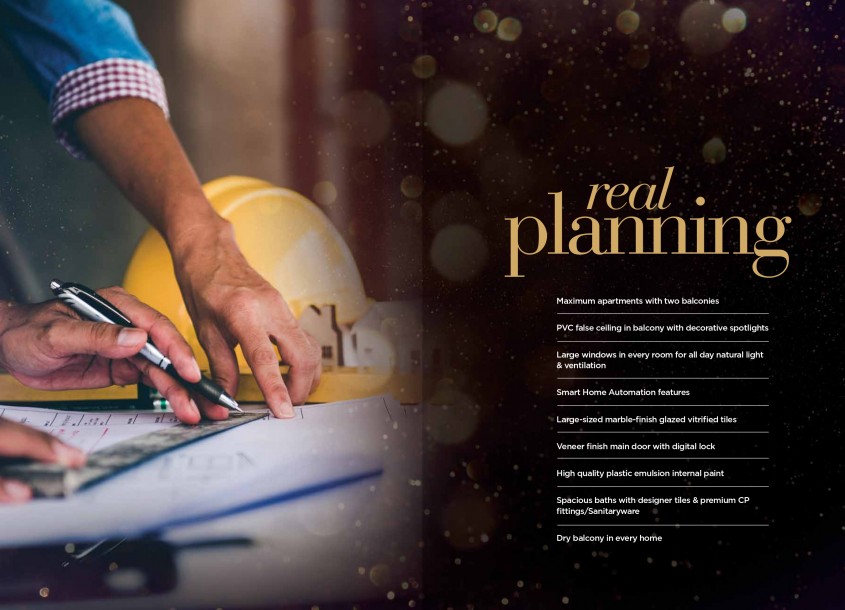 real
planning
Maximum apartments with two balconies
PVC false ceiling in balcony with decorative spotlights
Large windows in every room for all day natural light
& ventilation
Smart Home Automation features
Large-sized marble-finish glazed vitrified tiles
Veneer finish main door with digital lock
High quality plastic emulsion internal paint
Spacious baths with designer tiles & premium CP
fittings/Sanitaryware
Dry balcony in every home